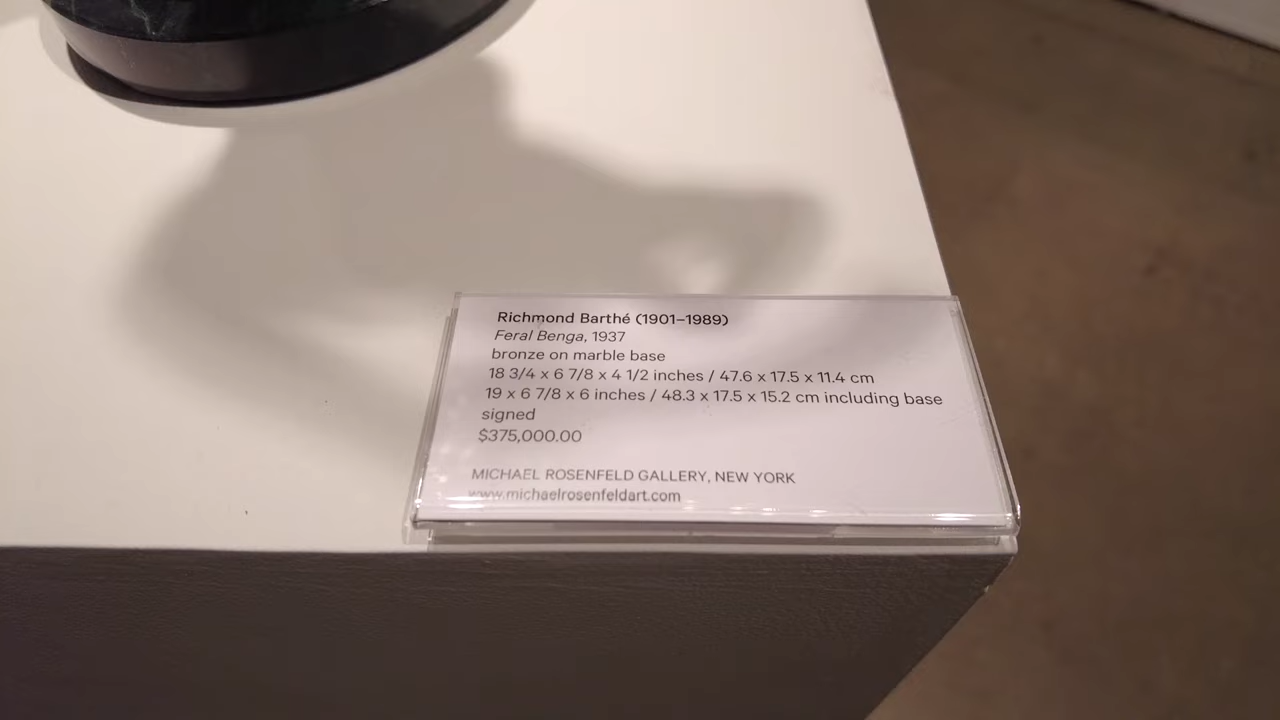 Richmond Barthé (1901–1989)
Feral Benga, 1937
bronze on marble base
18 3/4 x 6 7/8 x 4 1/2 inches / 47.6 x 17.5 x 11.4 cm
19 x 6 7/8 x 6 inches / 48.3 x 17.5 x 15.2 cm including base
signed
$375,000.00
MICHAEL ROSENFELD GALLERY, NEW YORK
www.michaelrosenfeldart.com